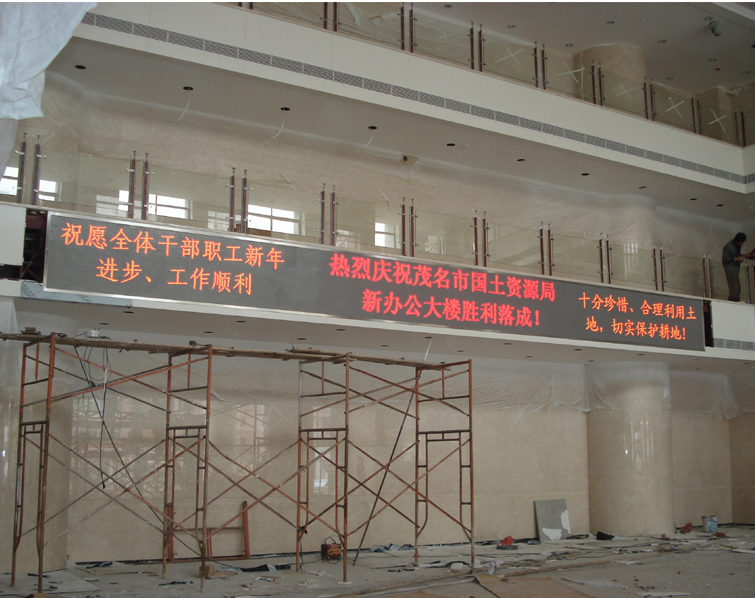 祝愿全体干部职工新年
进步、工作顺利
热烈庆祝茂名市国土资源局
新办公大楼胜利落成！
十分珍惜、合理利用土
地，切实保护耕地！